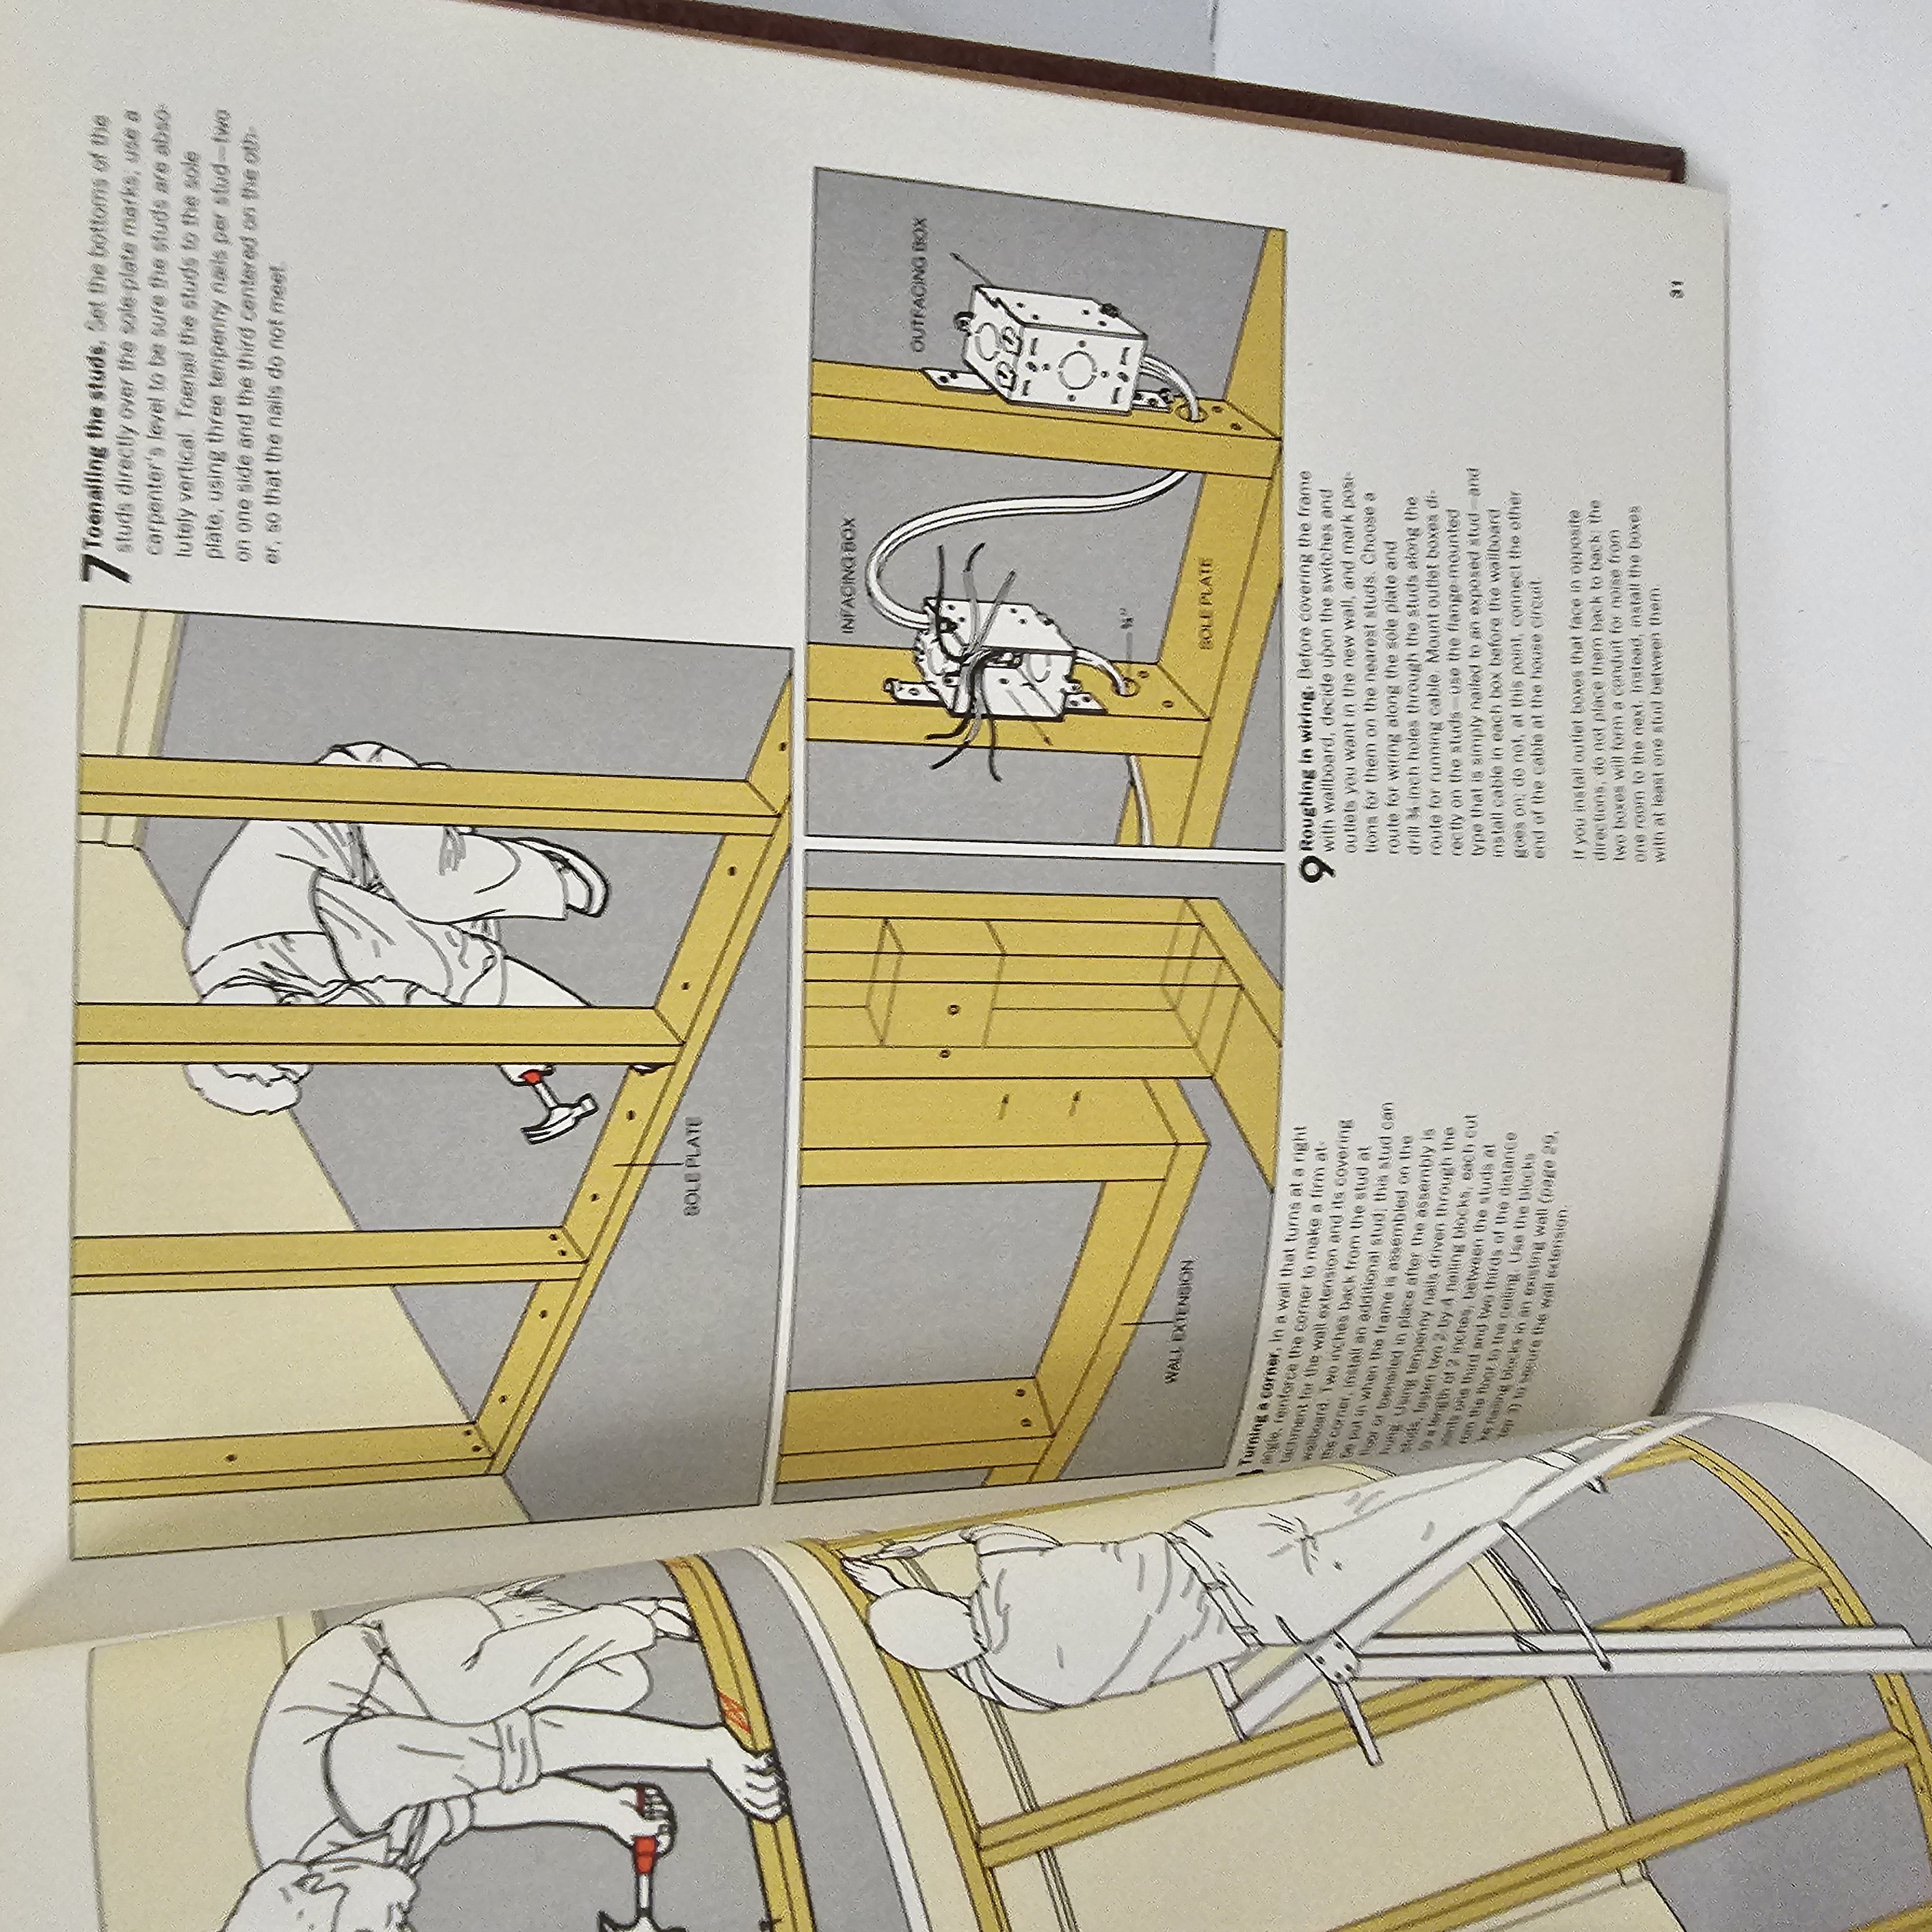 7 Toenailing the studs. Set the bottoms of the
studs directly over the sole-plate marks; use a
carpenter's level to be sure the studs are abso-
lutely vertical. Toenail the studs to the sole
plate, using three tenpenny nails per stud—two
on one side and the third centered on the oth-
er, so that the nails do not meet.
SOLE PLATE
WALL EXTENSION
INFACING BOX
OUTFACING BOX
¾"
SOLE PLATE
Turning a corner. In a wall that turns at a right
angle, reinforce the corner to make a firm at-
tachment for the wall extension and its covering
wallboard. Two inches back from the stud at
the corner, install an additional stud; this stud can
be put in when the frame is assembled on the
floor or toenailed in place after the assembly is
hung. Using tenpenny nails driven through the
studs, fasten two 2-by-4 nailing blocks, each cut
to a length of 2 inches, between the studs at
points one third and two thirds of the distance
from the floor to the ceiling. Use the blocks
nailing blocks in an existing wall (page 29,
3) to secure the wall extension.
9 Roughing in wiring. Before covering the frame
with wallboard, decide upon the switches and
outlets you want in the new wall, and mark posi-
tions for them on the nearest studs. Choose a
route for wiring along the sole plate and
drill ¾-inch holes through the studs along the
route for running cable. Mount outlet boxes di-
rectly on the studs—use the flange-mounted
type that is simply nailed to an exposed stud—and
install cable in each box before the wallboard
goes on; do not, at this point, connect the other
end of the cable at the house circuit.
If you install outlet boxes that face in opposite
directions, do not place them back to back: the
two boxes will form a conduit for noise from
one room to the next. Instead, install the boxes
with at least one stud between them.
31